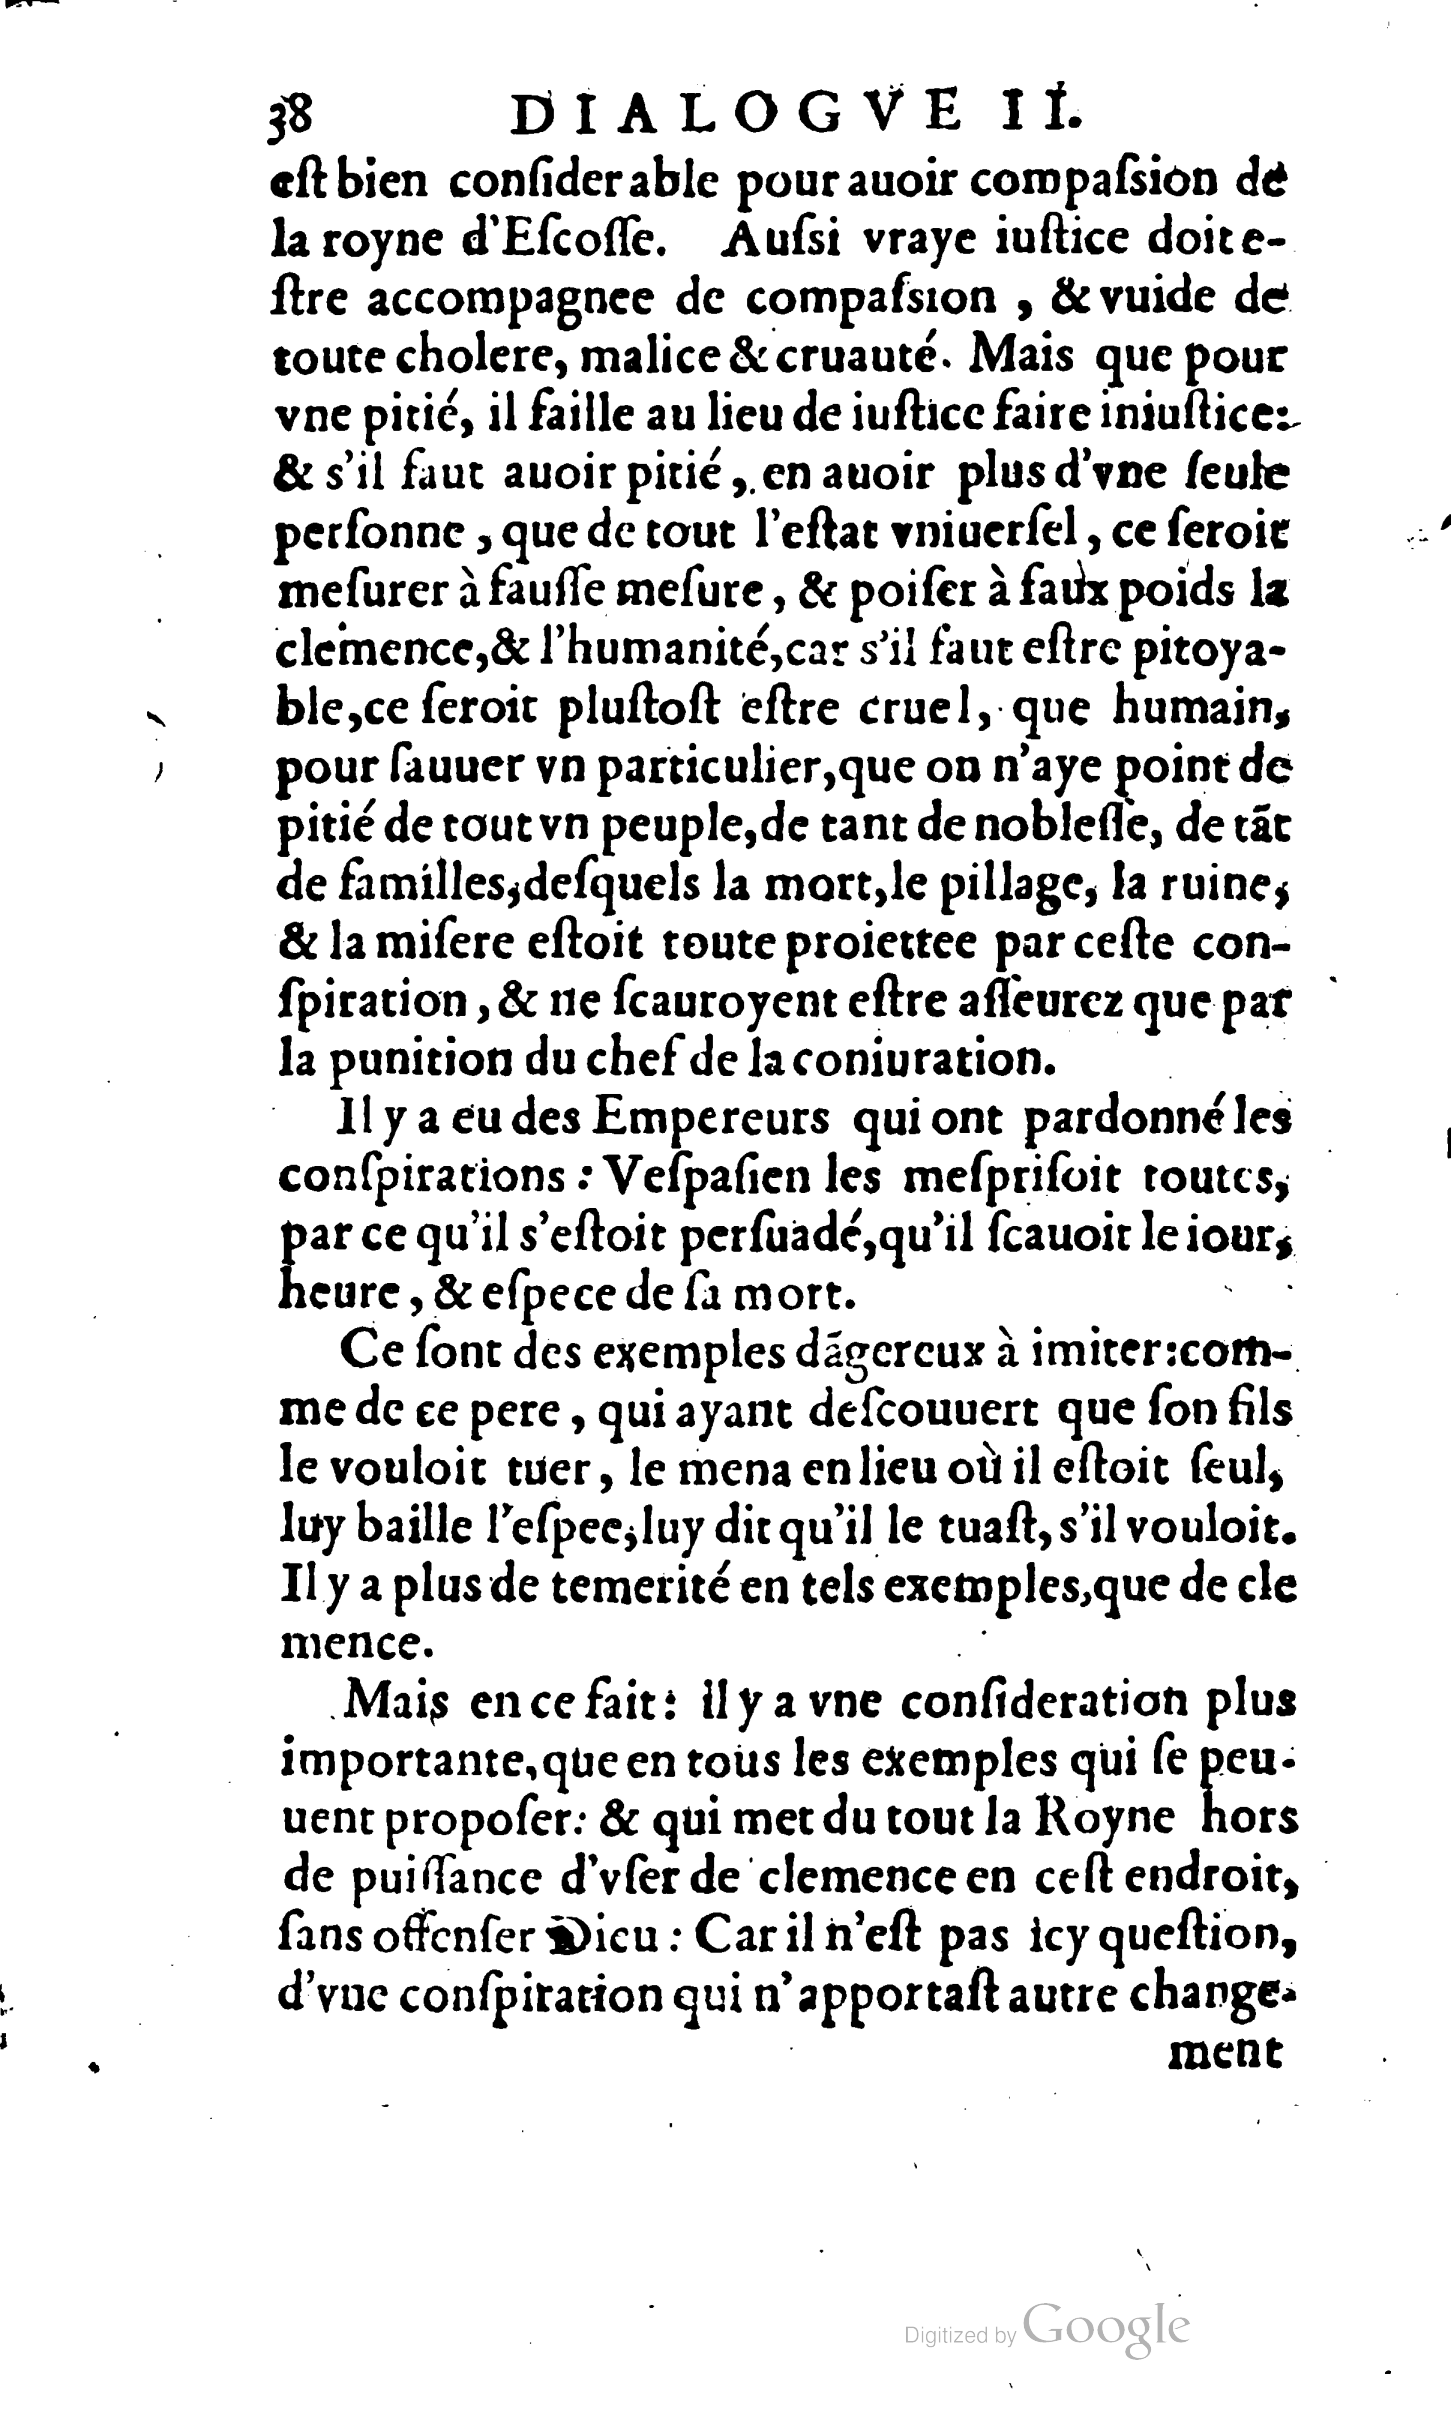 38 DIALOGVE II.
eſt bien conſiderable pour auoir compaſsion de
la royne d'Eſcoſſe. Auſsi vraye iuſtice doit e-
ſtre accompagnee de compaſsion , & vuide de
toute cholere, malice & cruauté. Mais que pour
vne pitié, il faille au lieu de iuſtice faire iniuſtice:
& s'il faut auoir pitié , en auoir plus d'vne ſeule
perſonne , que de tout l'eſtat vniuerſel , ce ſeroit
meſurer à fauſſe meſure , & poiſer à faux poids la
clemence,& l'humanité,car s'il faut eſtre pitoya-
ble,ce ſeroit pluſtoſt eſtre cruel, que humain,
pour ſauuer vn particulier,que on n'aye point de
pitié de tout vn peuple,de tant de nobleſſe, de tãt
de familles,deſquels la mort,le pillage, la ruine,
& la miſere eſtoit toute proiettee par ceſte con-
ſpiration , & ne ſcauroyent eſtre aſſeurez que par
la punition du chef de la coniuration.
Il y a eu des Empereurs qui ont pardonné les
conſpirations : Veſpaſien les meſpriſoit toutes,
par ce qu'il s'eſtoit perſuadé,qu'il ſcauoit le iour,
heure , & eſpece de ſa mort.
Ce ſont des exemples dãgereux à imiter:com-
me de ce pere , qui ayant deſcouuert que ſon fils
le vouloit tuer , le mena en lieu où il eſtoit ſeul,
luy baille l'eſpee,luy dit qu'il le tuaſt, s'il vouloit.
Il y a plus de temerité en tels exemples,que de cle
mence.
Mais en ce fait : il y a vne conſideration plus
importante,que en tous les exemples qui ſe peu-
uent propoſer: & qui met du tout la Royne hors
de puiſſance d'vſer de clemence en ceſt endroit,
ſans offenſer Dieu : Car il n'eſt pas icy queſtion,
d'vne conſpiration qui n'apportaſt autre change-
ment
Digitized by Google